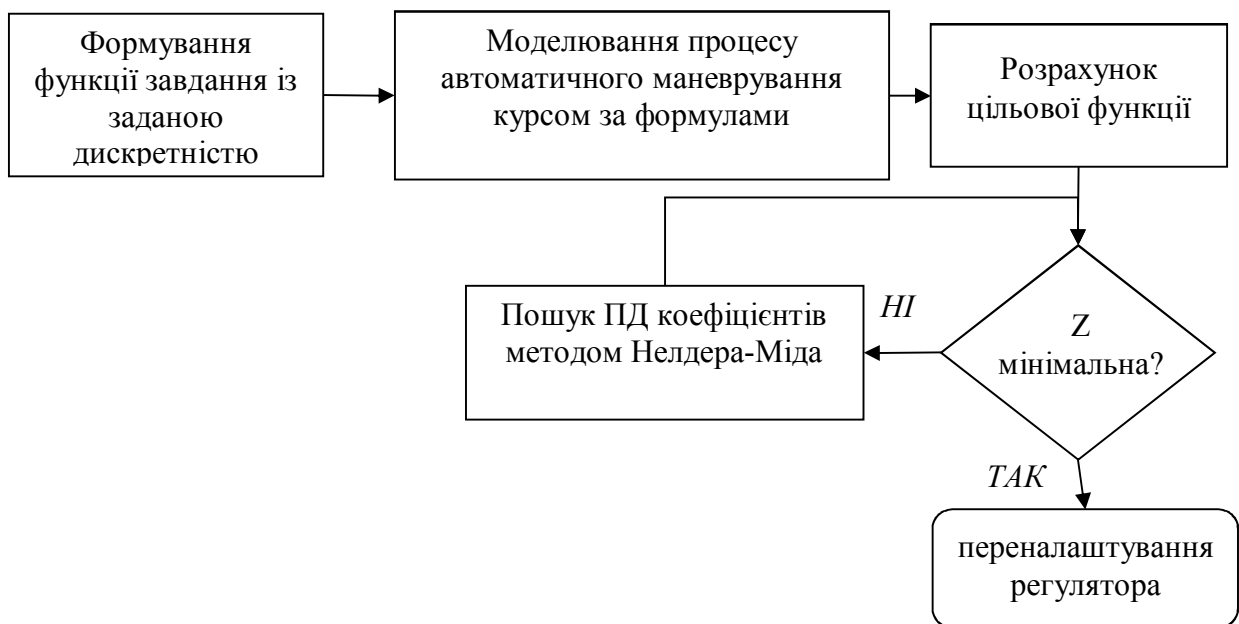 Формування
функції завдання із
заданою
дискретністю
Моделювання процесу
автоматичного маневрування
курсом за формулами
Розрахунок
цільової функції
Пошук ПД коефіцієнтів
методом Нелдера-Міда
НІ
Z
мінімальна?
ТАК
переналаштування
регулятора